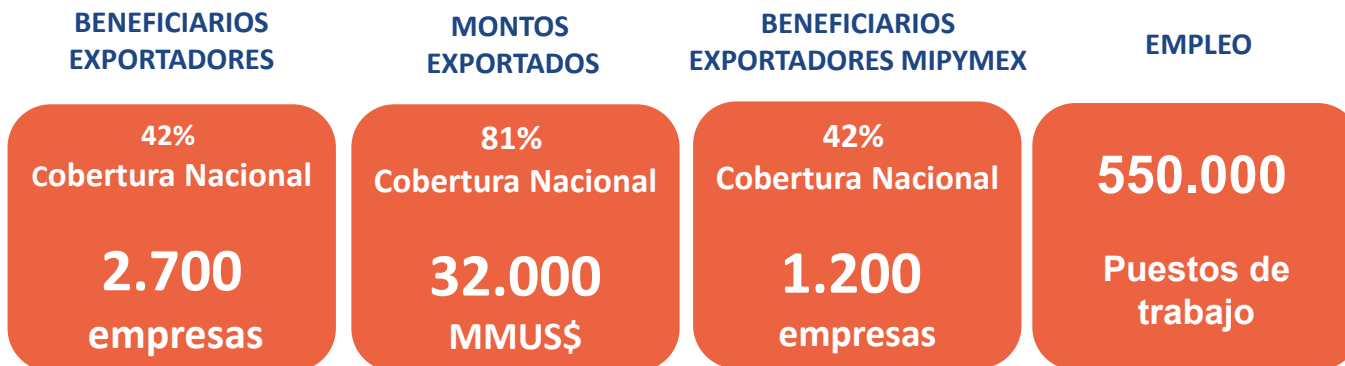 BENEFICIARIOS
EXPORTADORES
42%
Cobertura Nacional
2.700
empresas
MONTOS
EXPORTADOS
81%
Cobertura Nacional
32.000
MMUS$
BENEFICIARIOS
EXPORTADORES MIPYMEX
42%
Cobertura Nacional
1.200
empresas
EMPLEO
550.000
Puestos de
trabajo